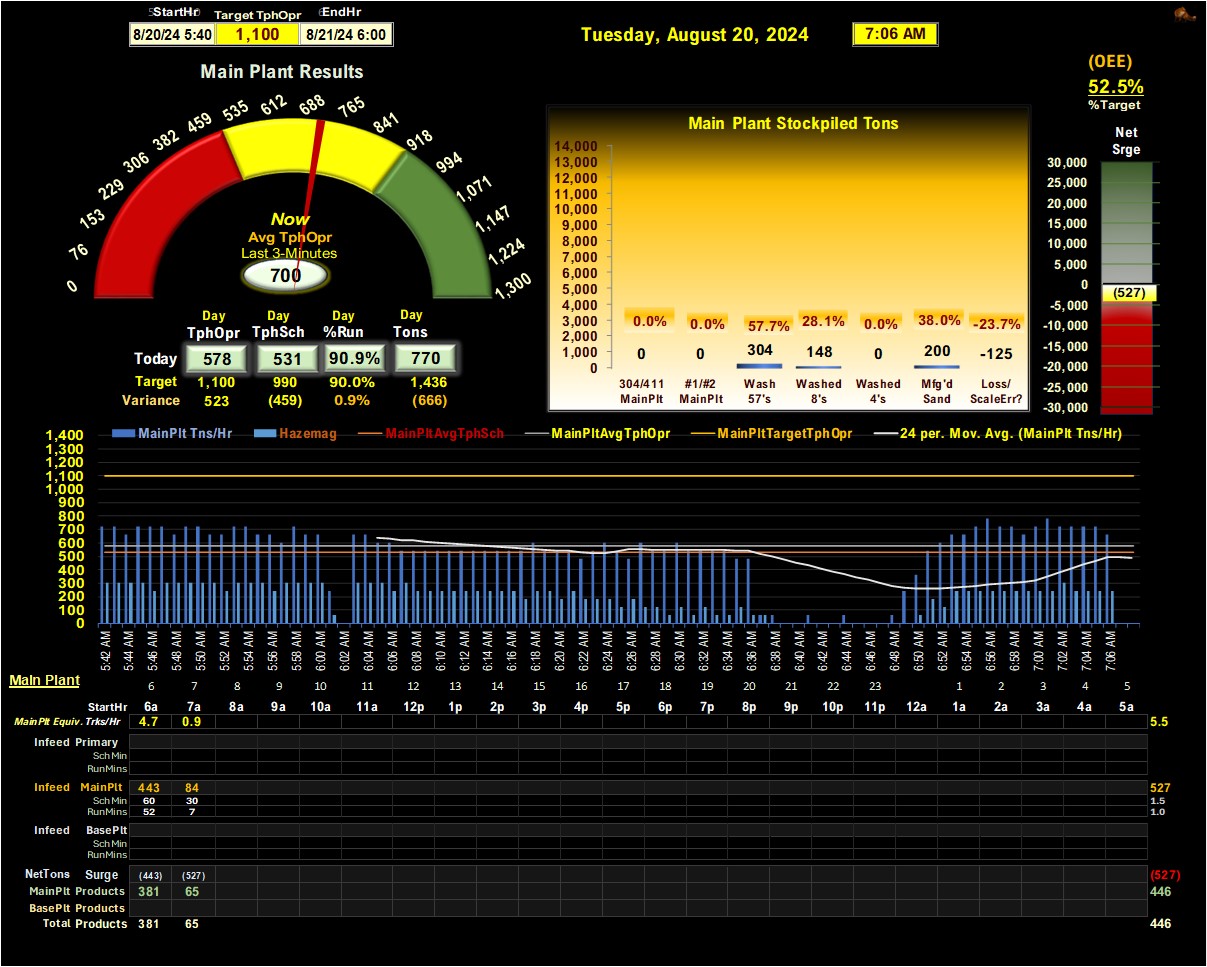 StartHr Target TphOpr EndHr
8/20/24 5:40 1,100 8/21/24 6:00
Tuesday, August 20, 2024 7:06 AM
(OEE)
52.5%
%Target
Main Plant Results
0 76 153 229 306 382 459 535 612 688 765 841 918 994 1,071 1,147 1,224 1,300
Now
Avg TphOpr
Last 3-Minutes
700
Day Day Day Day
TphOpr TphSch %Run Tons
Today 578 531 90.9% 770
Target 1,100 990 90.0% 1,436
Variance 523 (459) 0.9% (666)
Main Plant Stockpiled Tons
14,000
13,000
12,000
11,000
10,000
9,000
8,000
7,000
6,000
5,000
4,000
3,000
2,000
1,000
0
0.0% 0.0% 57.7% 28.1% 0.0% 38.0% -23.7%
0 0 304 148 0 200 -125
304/411 #1/#2 Wash Washed Washed Mfg'd Loss/
MainPlt MainPlt 57's 8's 4's Sand ScaleErr?
Net
Srge
30,000
25,000
20,000
15,000
10,000
5,000
0
-5,000
-10,000
-15,000
-20,000
-25,000
-30,000
(527)
MainPlt Tns/Hr Hazemag MainPltAvgTphSch MainPltAvgTphOpr MainPltTargetTphOpr 24 per. Mov. Avg. (MainPlt Tns/Hr)
1,400
1,300
1,200
1,100
1,000
900
800
700
600
500
400
300
200
100
0
5:42 AM 5:44 AM 5:46 AM 5:48 AM 5:50 AM 5:52 AM 5:54 AM 5:56 AM 5:58 AM 6:00 AM 6:02 AM 6:04 AM 6:06 AM 6:08 AM 6:10 AM 6:12 AM 6:14 AM 6:16 AM 6:18 AM 6:20 AM 6:22 AM 6:24 AM 6:26 AM 6:28 AM 6:30 AM 6:32 AM 6:34 AM 6:36 AM 6:38 AM 6:40 AM 6:42 AM 6:44 AM 6:46 AM 6:48 AM 6:50 AM 6:52 AM 6:54 AM 6:56 AM 6:58 AM 7:00 AM 7:02 AM 7:04 AM 7:06 AM
Main Plant
6 7 8 9 10 11 12 13 14 15 16 17 18 19 20 21 22 23 1 2 3 4 5
StartHr 6a 7a 8a 9a 10a 11a 12p 1p 2p 3p 4p 5p 6p 7p 8p 9p 10p 11p 12a 1a 2a 3a 4a 5a
MainPlt Equiv. Trks/Hr 4.7 0.9 5.5
Infeed Primary
Sch Min
RunMins
Infeed MainPlt 443 84 527
Sch Min 60 30 1.5
RunMins 52 7 1.0
Infeed BasePlt
Sch Min
RunMins
NetTons Surge (443) (527) (527)
MainPlt Products 381 65 446
BasePlt Products
Total Products 381 65 446